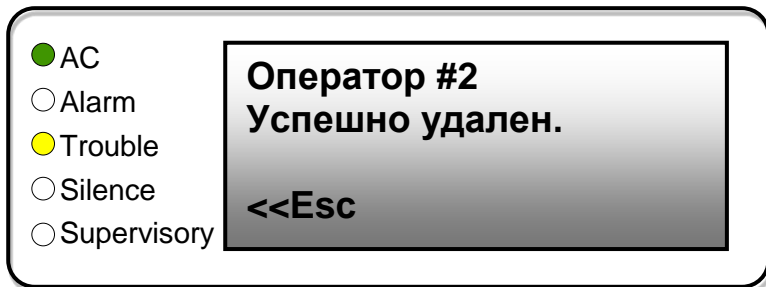 AC
Alarm
Trouble
Silence
Supervisory
Оператор #2
Успешно удален.
<<Esc